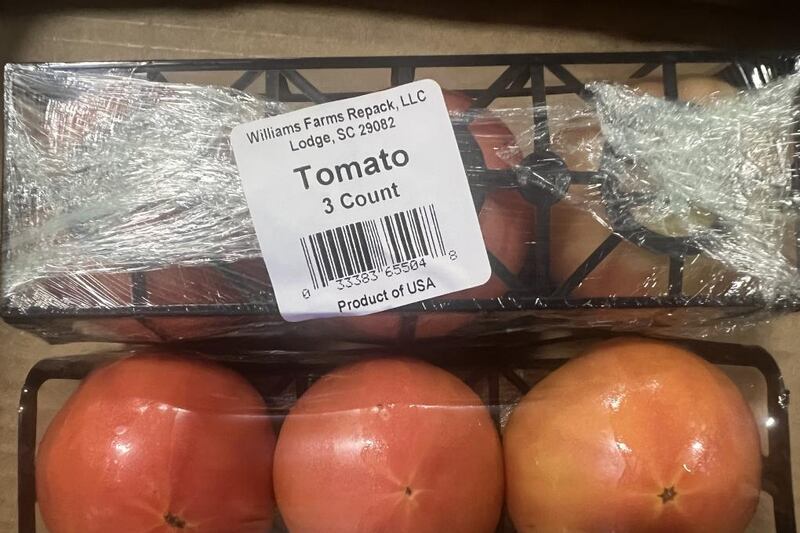 Williams Farms Repack, LLC
Lodge, SC 29082
Tomato
3 Count
0 33383 65504 8
Product of USA